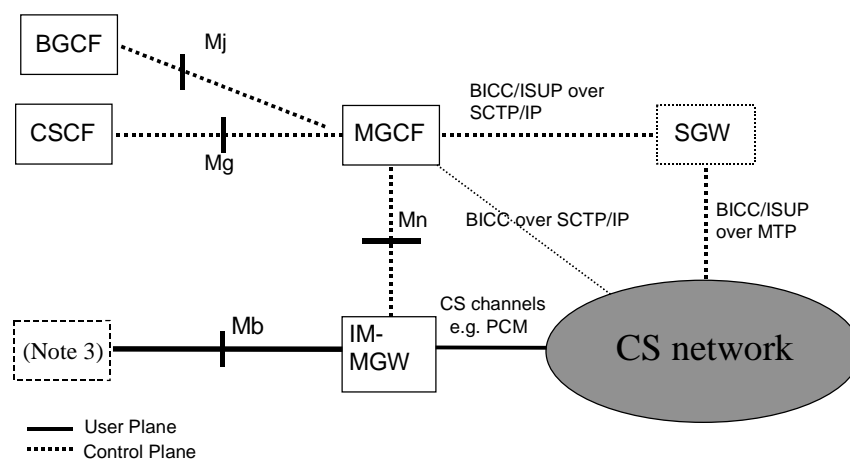 BGCF
Mj
BICC/ISUP over
SCTP/IP
CSCF
MGCF
SGW
Mg
BICC/ISUP
over MTP
Mn
BICC over SCTP/IP
CS channels
e.g. PCM
Mb
(Note 3)
IM-
MGW
CS network
User Plane
Control Plane